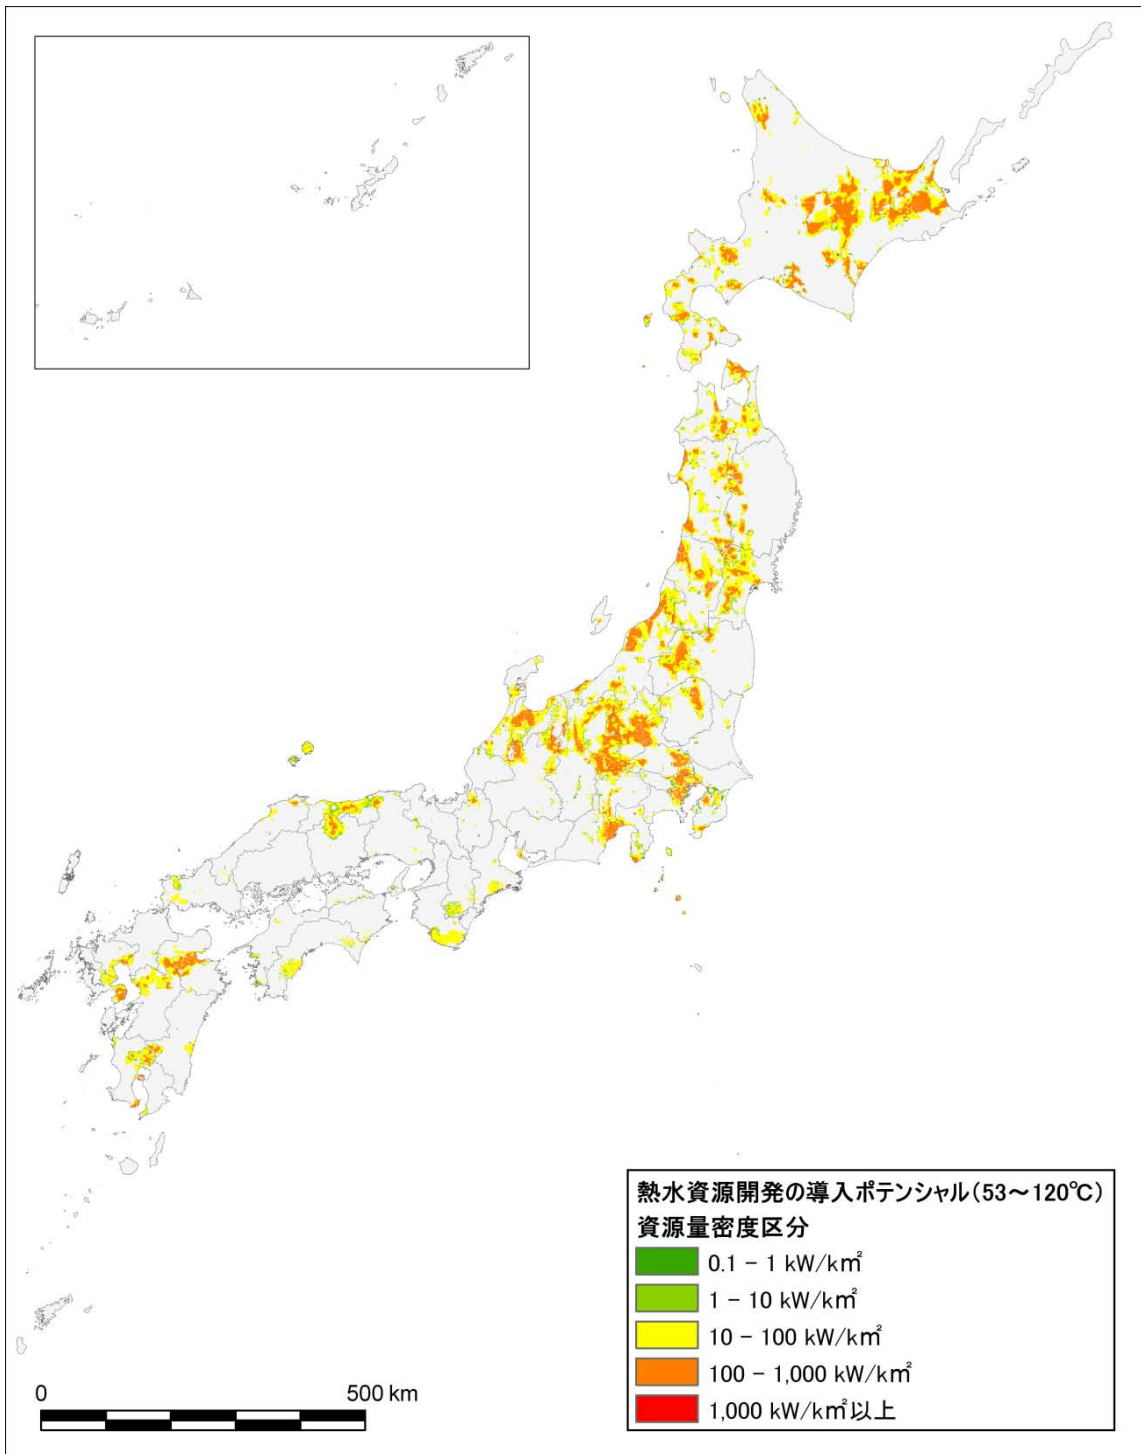 熱水資源開発の導入ポテンシャル(53～120℃)
資源量密度区分
0.1 － 1 kW/k㎡
1 － 10 kW/k㎡
10 － 100 kW/k㎡
100 － 1,000 kW/k㎡
1,000 kW/k㎡以上
0 500 km